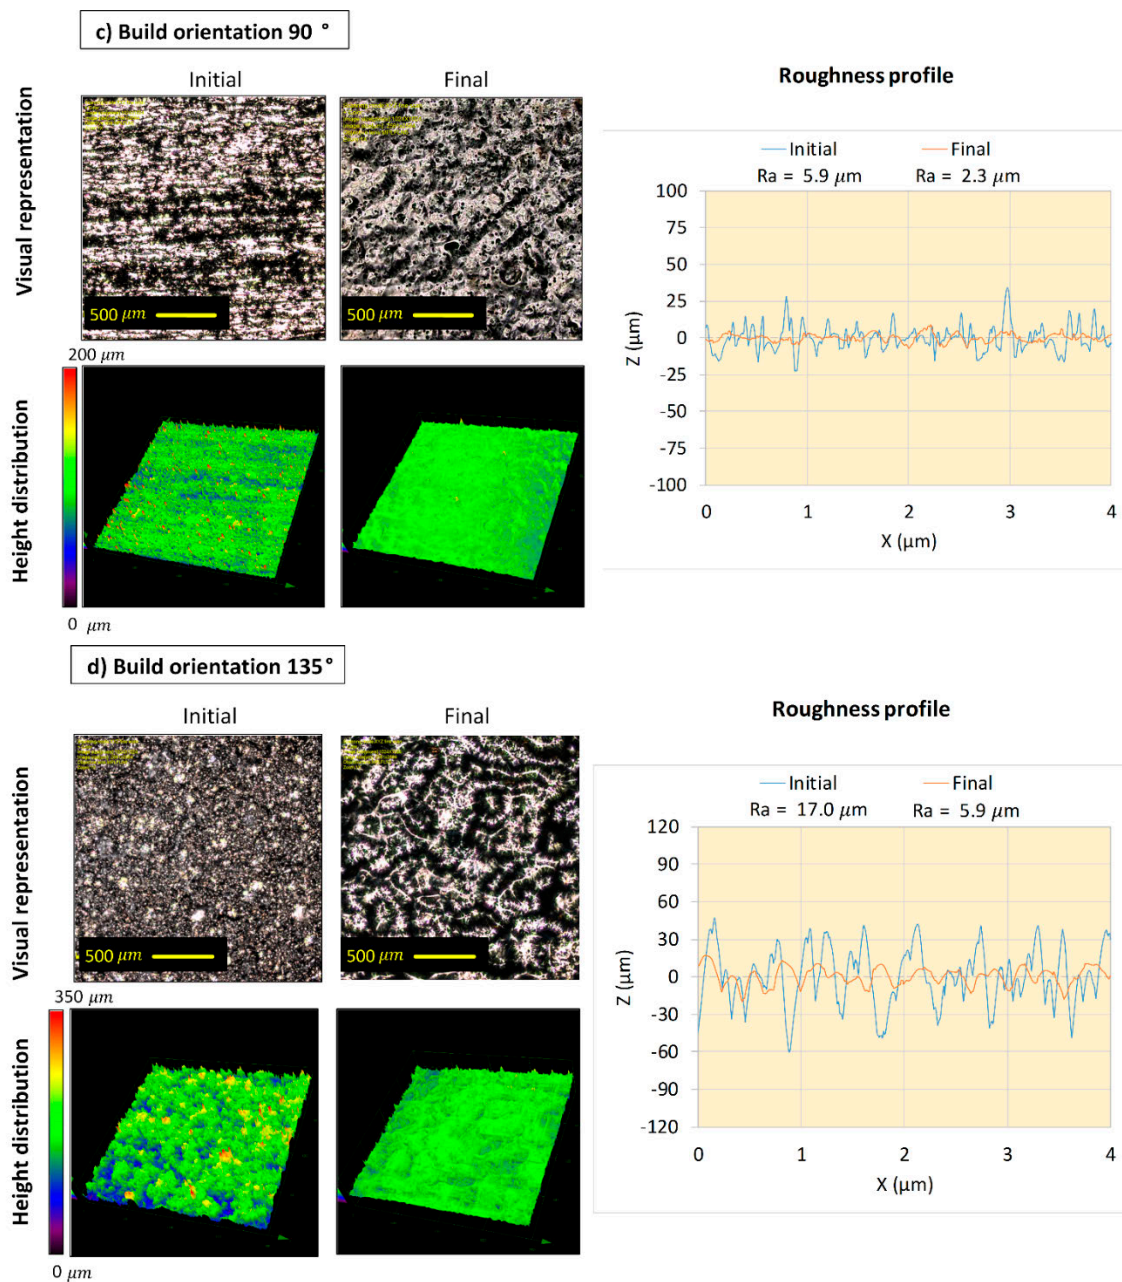 c) Build orientation 90 °
Initial
Final
Visual representation
500 μm
500 μm
200 μm
Height distribution
0 μm
Roughness profile
Initial
Final
Ra = 5.9 μm
Ra = 2.3 μm
100
75
50
25
0
-25
-50
-75
-100
Z (μm)
0 1 2 3 4
X (μm)
d) Build orientation 135°
Initial
Final
Visual representation
500 μm
500 μm
350 μm
Height distribution
0 μm
Roughness profile
Initial
Final
Ra = 17.0 μm
Ra = 5.9 μm
120
90
60
30
0
-30
-60
-90
-120
Z (μm)
0 1 2 3 4
X (μm)